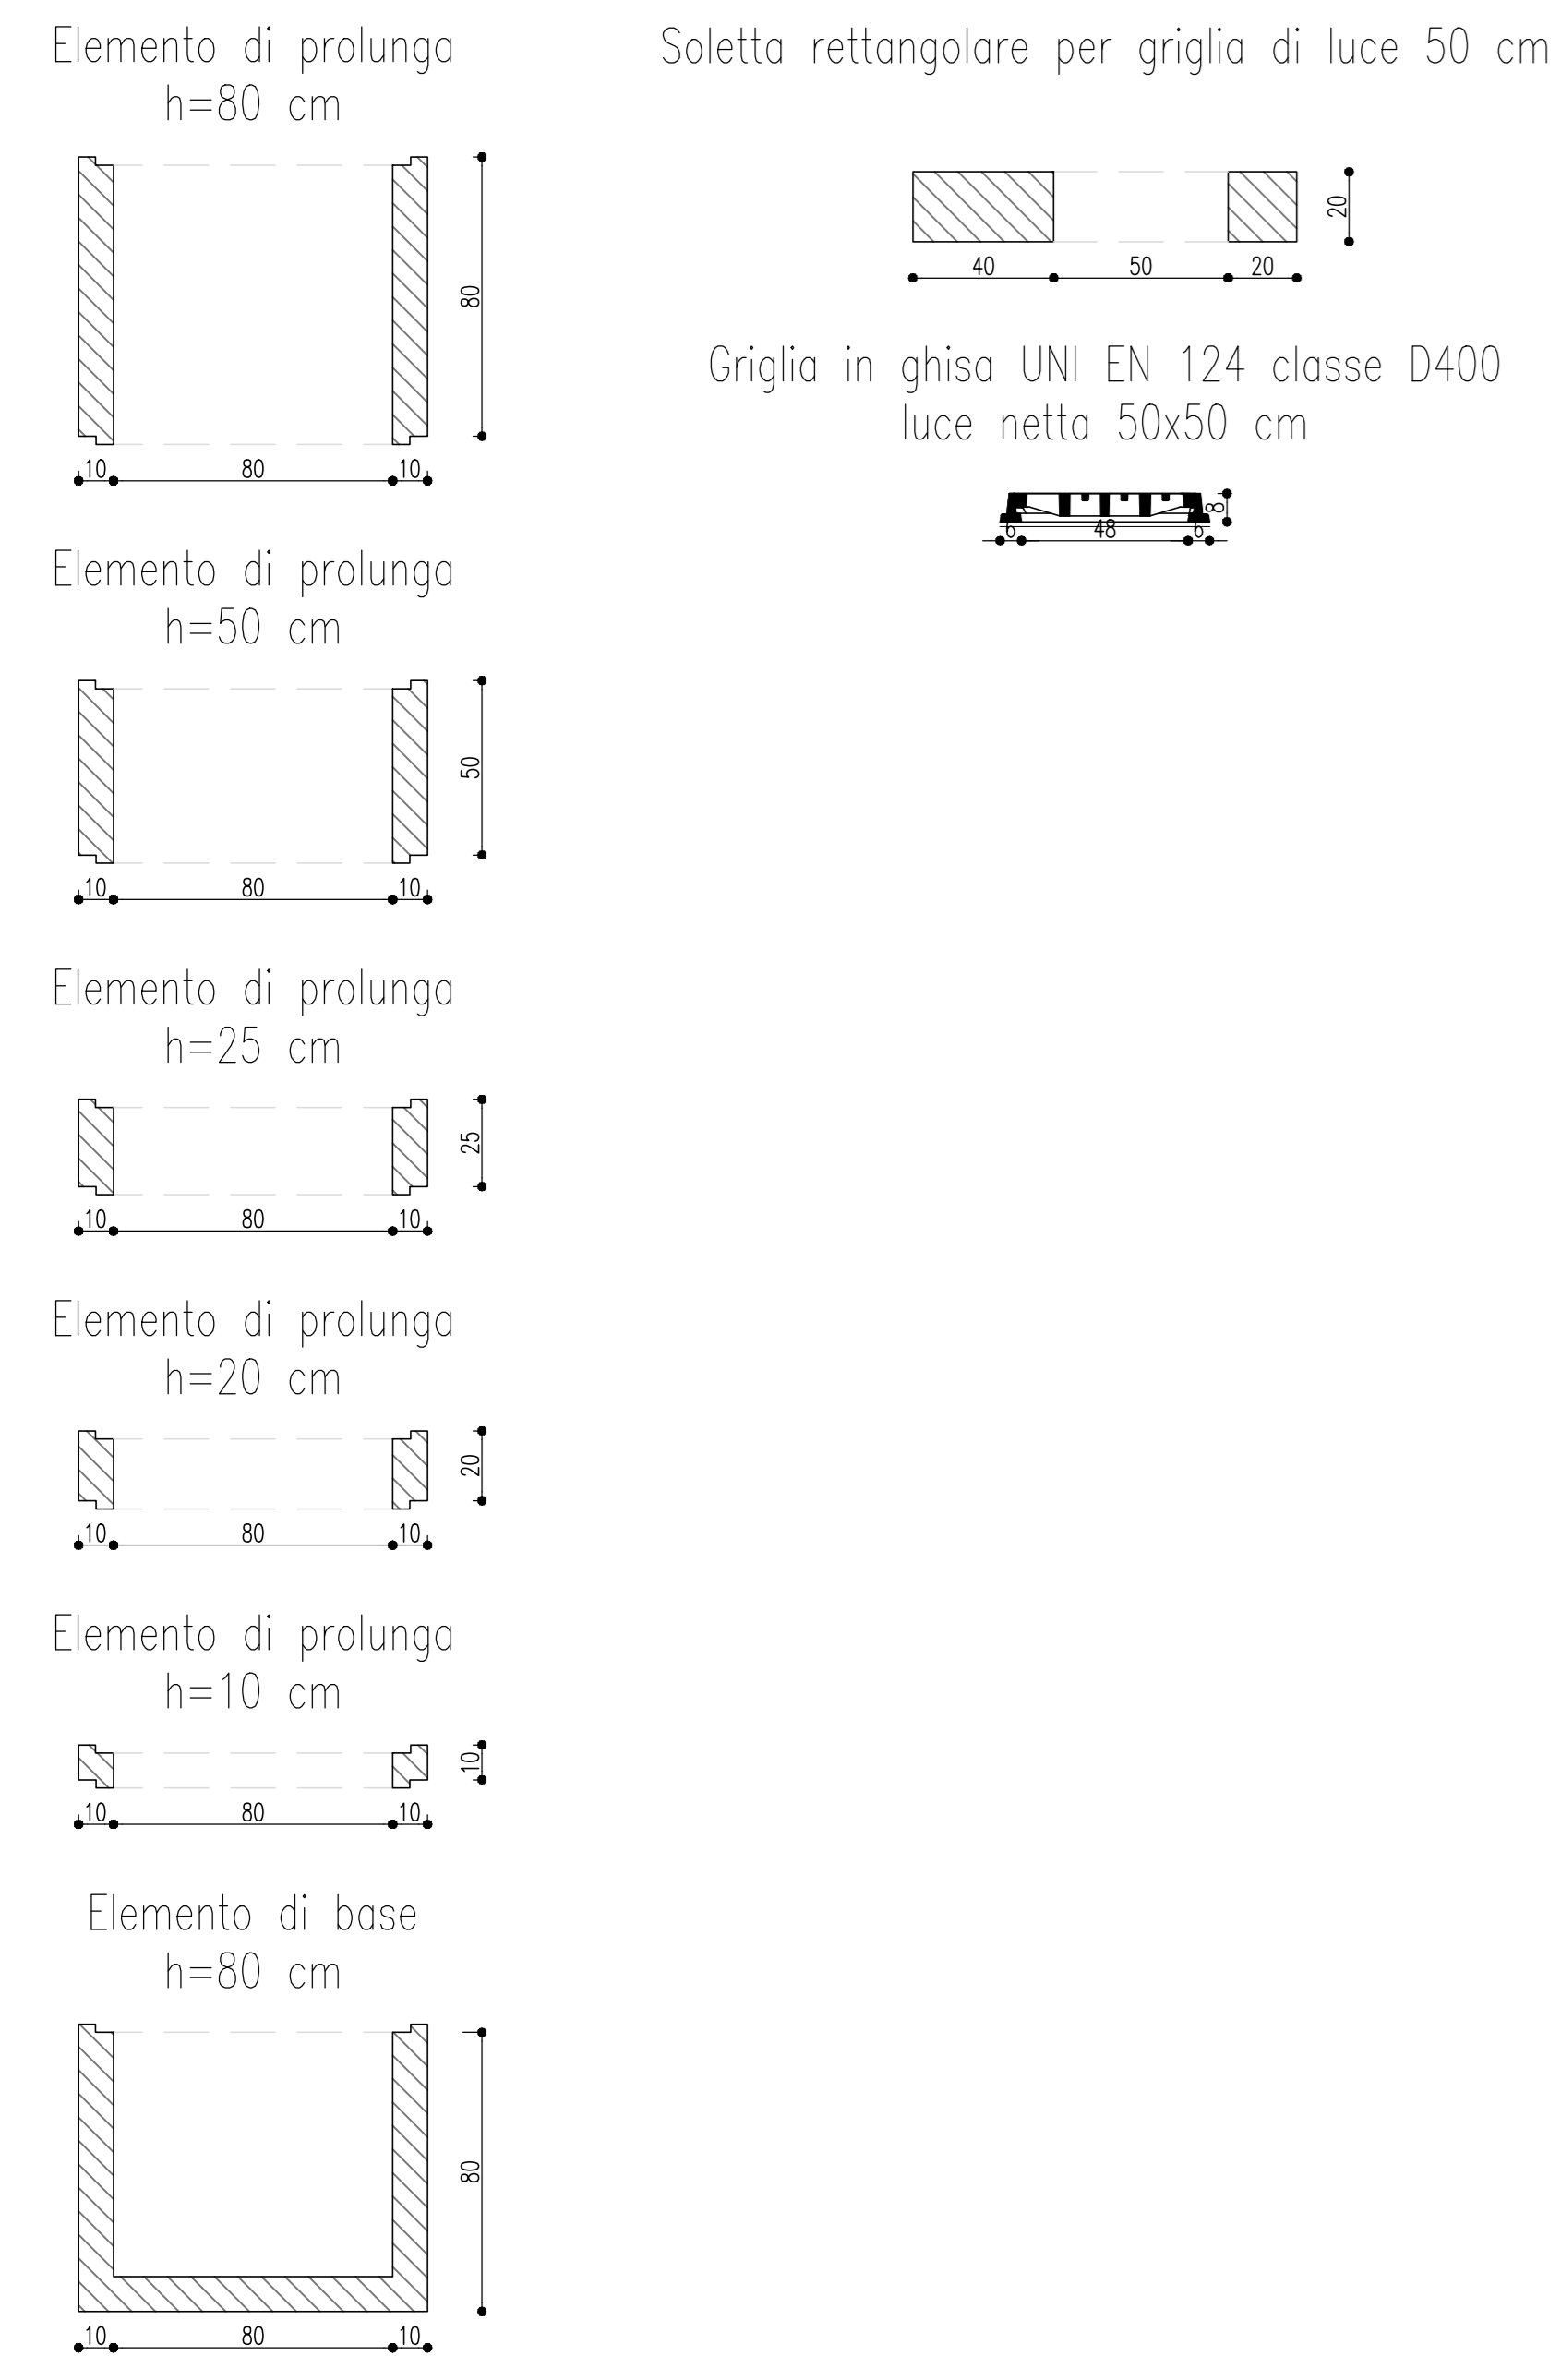 Elemento di prolunga
h=80 cm
80
10 80 10
Elemento di prolunga
h=50 cm
50
10 80 10
Elemento di prolunga
h=25 cm
25
10 80 10
Elemento di prolunga
h=20 cm
20
10 80 10
Elemento di prolunga
h=10 cm
10
10 80 10
Elemento di base
h=80 cm
80
10 80 10
Soletta rettangolare per griglia di luce 50 cm
20
40 50 20
Griglia in ghisa UNI EN 124 classe D400
luce netta 50x50 cm
8
6 48 6